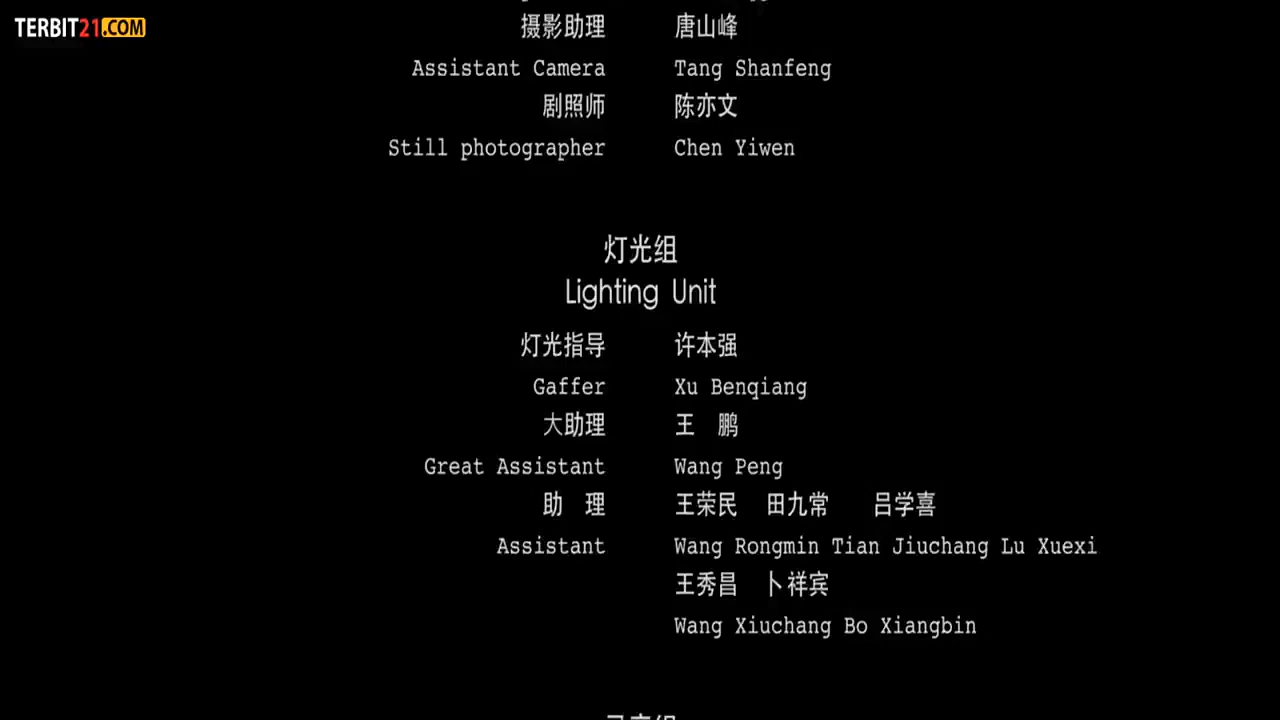 TERBIT21.COM
摄影助理 唐山峰
Assistant Camera Tang Shanfeng
剧照师 陈亦文
Still photographer Chen Yiwen
灯光组
Lighting Unit
灯光指导 许本强
Gaffer Xu Benqiang
大助理 王 鹏
Great Assistant Wang Peng
助 理 王荣民 田九常 吕学喜
Assistant Wang Rongmin Tian Jiuchang Lu Xuexi
王秀昌 卜祥宾
Wang Xiuchang Bo Xiangbin